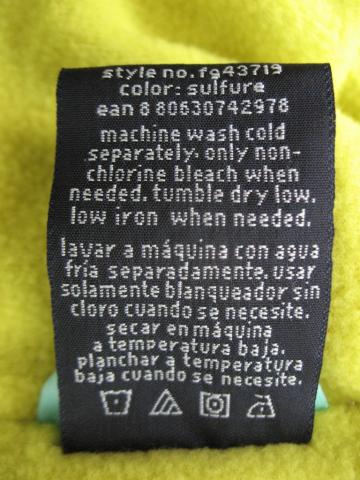 style no.fg43719
color: sulfure
ean 8 80630742978
machine wash cold
separately. only non-
chlorine bleach when
needed. tumble dry low.
low iron when needed.
lavar a máquina con agua
fría separadamente. usar
solamente blanqueador sin
cloro cuando se necesite.
secar en máquina
a temperatura baja.
planchar a temperatura
baja cuando se necesite.